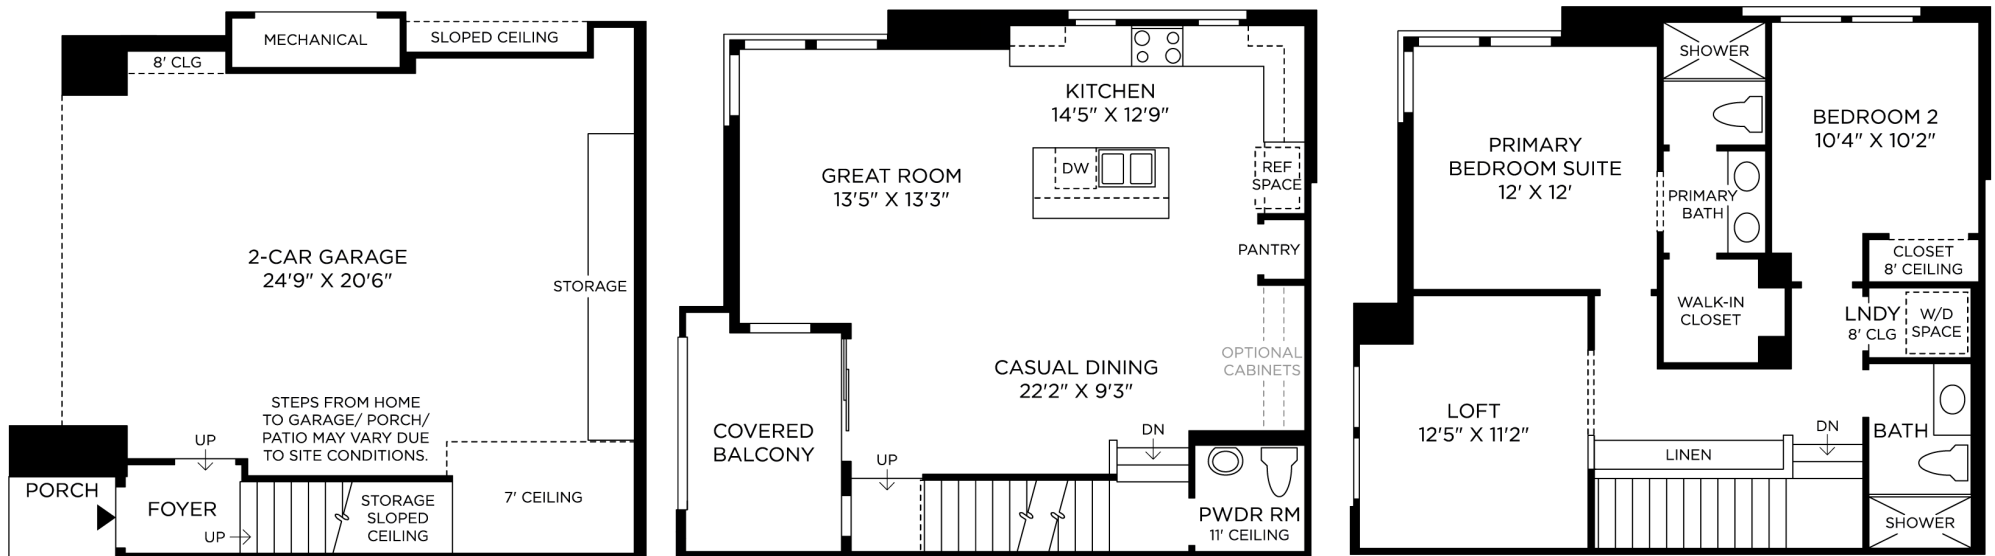 MECHANICAL
SLOPED CEILING
8' CLG
2-CAR GARAGE
24'9" X 20'6"
STORAGE
STEPS FROM HOME
TO GARAGE/ PORCH/
PATIO MAY VARY DUE
TO SITE CONDITIONS.
UP
PORCH
FOYER
UP
STORAGE
SLOPED
CEILING
7' CEILING
KITCHEN
14'5" X 12'9"
GREAT ROOM
13'5" X 13'3"
DW
REF
SPACE
PANTRY
OPTIONAL
CABINETS
CASUAL DINING
22'2" X 9'3"
COVERED
BALCONY
UP
DN
PWDR RM
11' CEILING
SHOWER
BEDROOM 2
10'4" X 10'2"
PRIMARY
BEDROOM SUITE
12' X 12'
PRIMARY
BATH
CLOSET
8' CEILING
WALK-IN
CLOSET
LNDY
8' CLG
W/D
SPACE
LOFT
12'5" X 11'2"
DN
BATH
LINEN
SHOWER